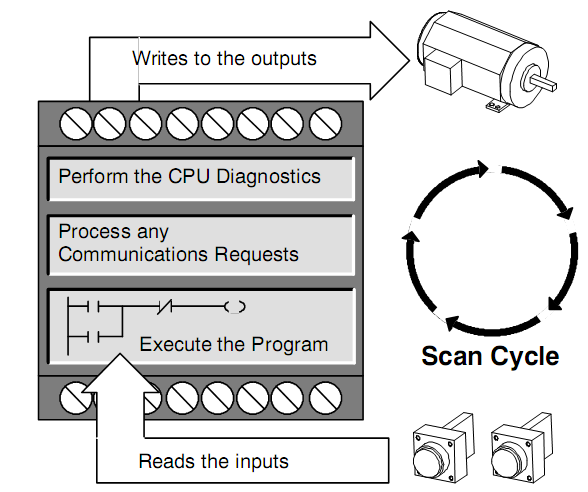 Writes to the outputs
Perform the CPU Diagnostics
Process any
Communications Requests
Execute the Program
Scan Cycle
Reads the inputs